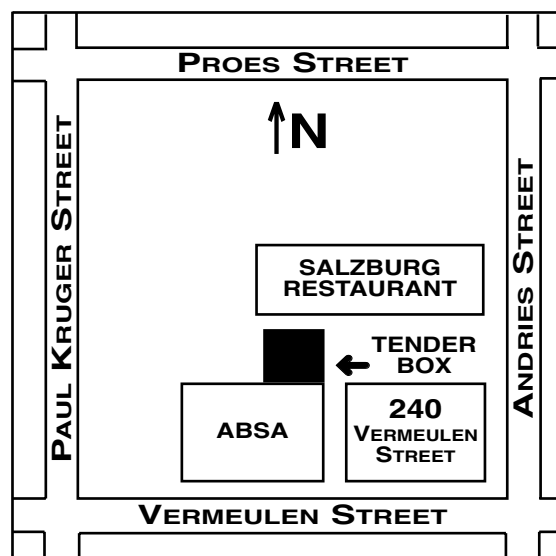 PROES STREET
N
PAUL KRUGER STREET
ANDRIES STREET
SALZBURG
RESTAURANT
TENDER
BOX
ABSA
240
VERMEULEN
STREET
VERMEULEN STREET